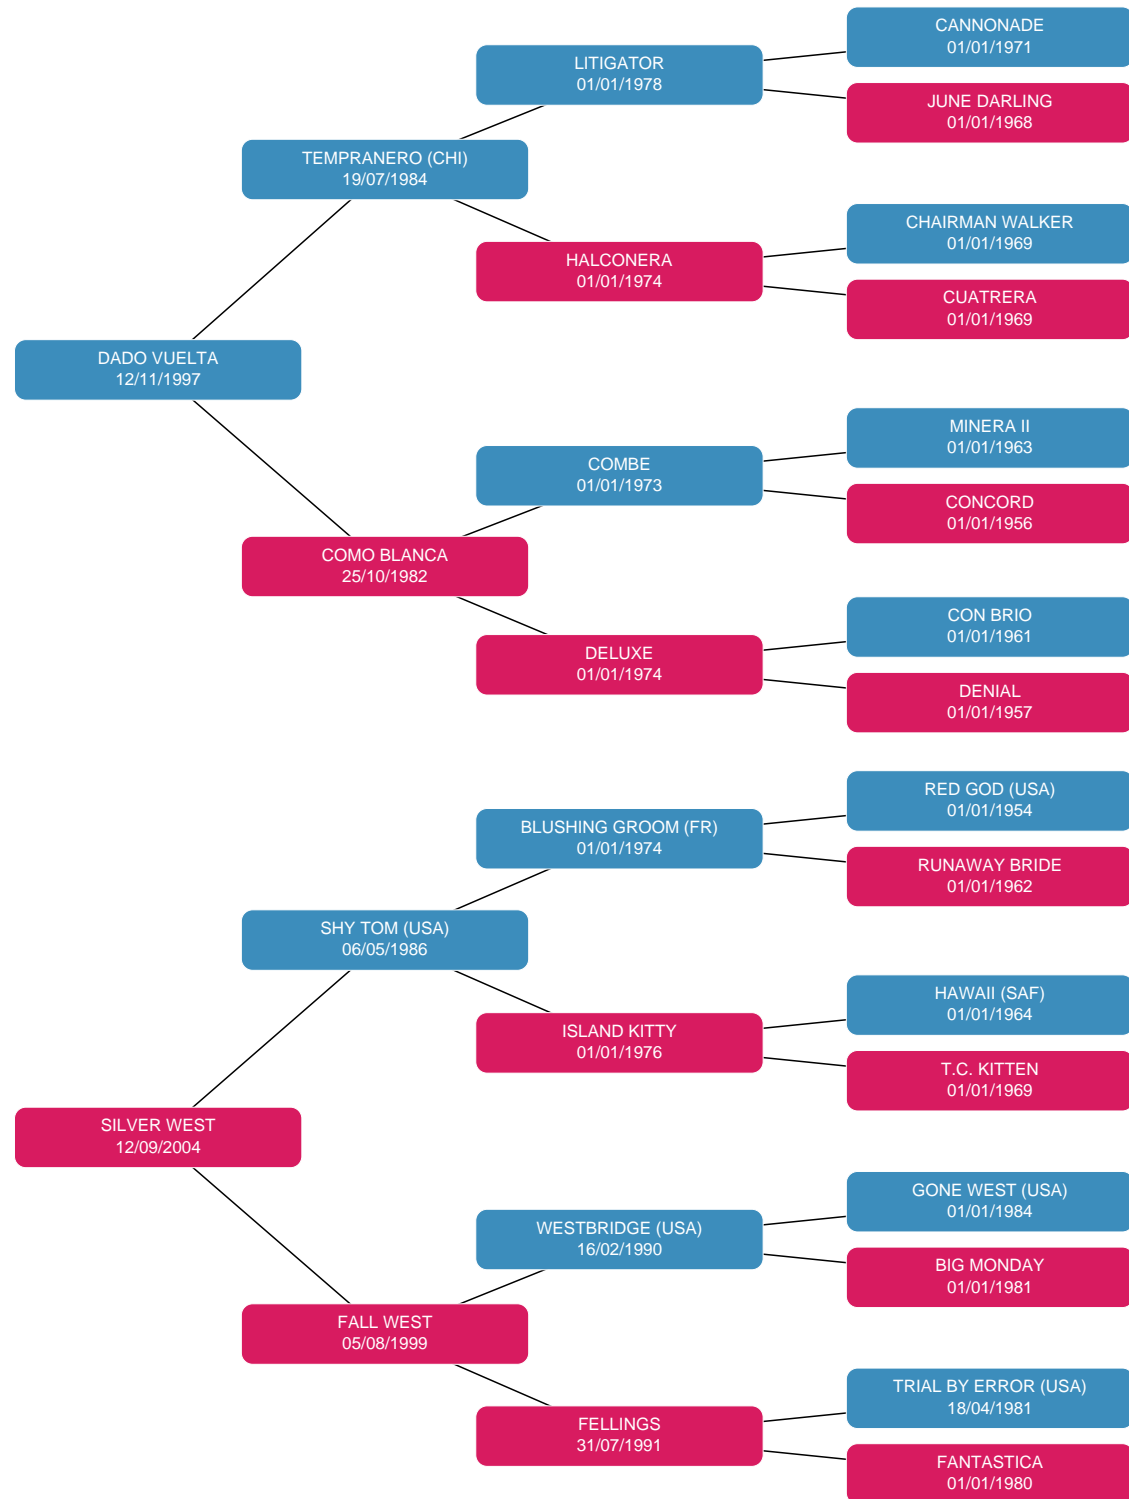 CANNONADE
01/01/1971
LITIGATOR
01/01/1978
JUNE DARLING
01/01/1968
TEMPRANERO (CHI)
19/07/1984
CHAIRMAN WALKER
01/01/1969
HALCONERA
01/01/1974
CUATRERA
01/01/1969
DADO VUELTA
12/11/1997
MINERA II
01/01/1963
COMBE
01/01/1973
CONCORD
01/01/1956
COMO BLANCA
25/10/1982
CON BRIO
01/01/1961
DELUXE
01/01/1974
DENIAL
01/01/1957
RED GOD (USA)
01/01/1954
BLUSHING GROOM (FR)
01/01/1974
RUNAWAY BRIDE
01/01/1962
SHY TOM (USA)
06/05/1986
HAWAII (SAF)
01/01/1964
ISLAND KITTY
01/01/1976
T.C. KITTEN
01/01/1969
SILVER WEST
12/09/2004
GONE WEST (USA)
01/01/1984
WESTBRIDGE (USA)
16/02/1990
BIG MONDAY
01/01/1981
FALL WEST
05/08/1999
TRIAL BY ERROR (USA)
18/04/1981
FELLINGS
31/07/1991
FANTASTICA
01/01/1980